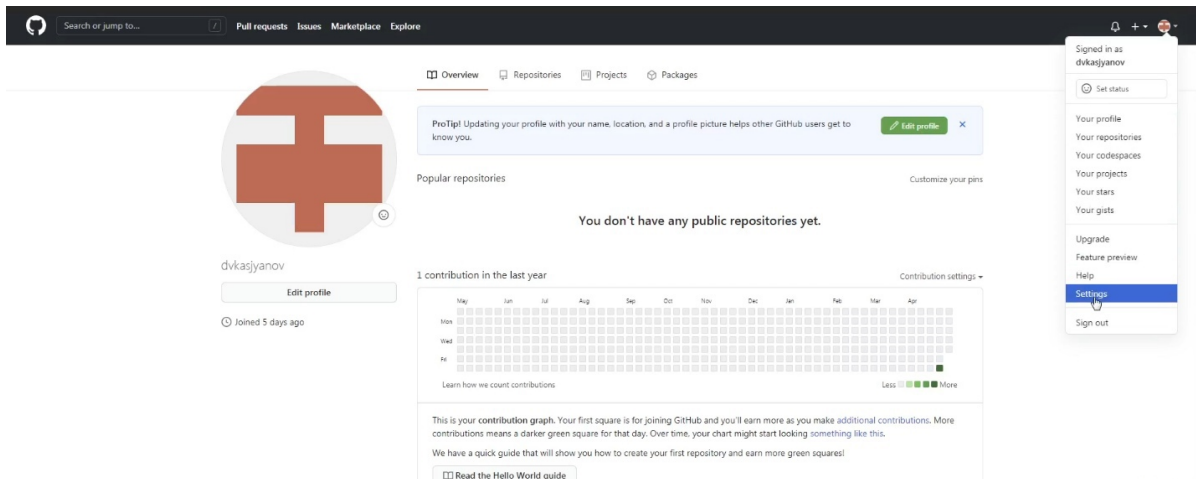 Search or jump to... /
Pull requests Issues Marketplace Explore
Signed in as
dvkasjyanov
Set status
Your profile
Your repositories
Your codespaces
Your projects
Your stars
Your gists
Upgrade
Feature preview
Help
Settings
Sign out
Overview Repositories Projects Packages
ProTip! Updating your profile with your name, location, and a profile picture helps other GitHub users get to
know you.
Edit profile
Popular repositories
Customize your pins
You don't have any public repositories yet.
dvkasjyanov
Edit profile
Joined 5 days ago
1 contribution in the last year
Contribution settings
May Jun Jul Aug Sep Oct Nov Dec Jan Feb Mar Apr
Mon
Wed
Fri
Learn how we count contributions
Less More
This is your contribution graph. Your first square is for joining GitHub and you'll earn more as you make additional contributions. More
contributions means a darker green square for that day. Over time, your chart might start looking something like this.
We have a quick guide that will show you how to create your first repository and earn more green squares!
Read the Hello World guide